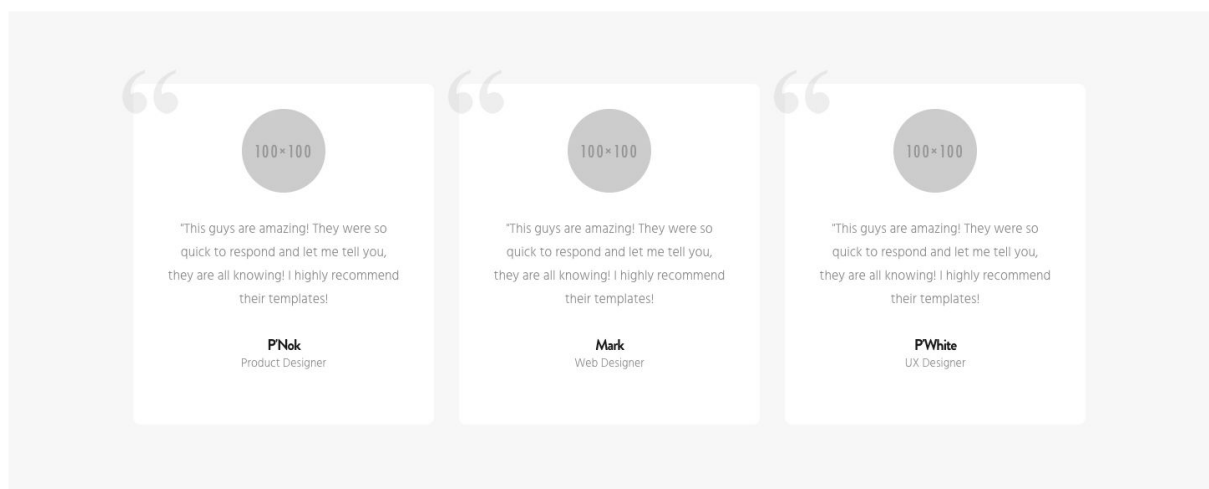 “
100×100
"This guys are amazing! They were so
quick to respond and let me tell you,
they are all knowing! I highly recommend
their templates!
P'Nok
Product Designer
“
100×100
"This guys are amazing! They were so
quick to respond and let me tell you,
they are all knowing! I highly recommend
their templates!
Mark
Web Designer
“
100×100
"This guys are amazing! They were so
quick to respond and let me tell you,
they are all knowing! I highly recommend
their templates!
P'White
UX Designer